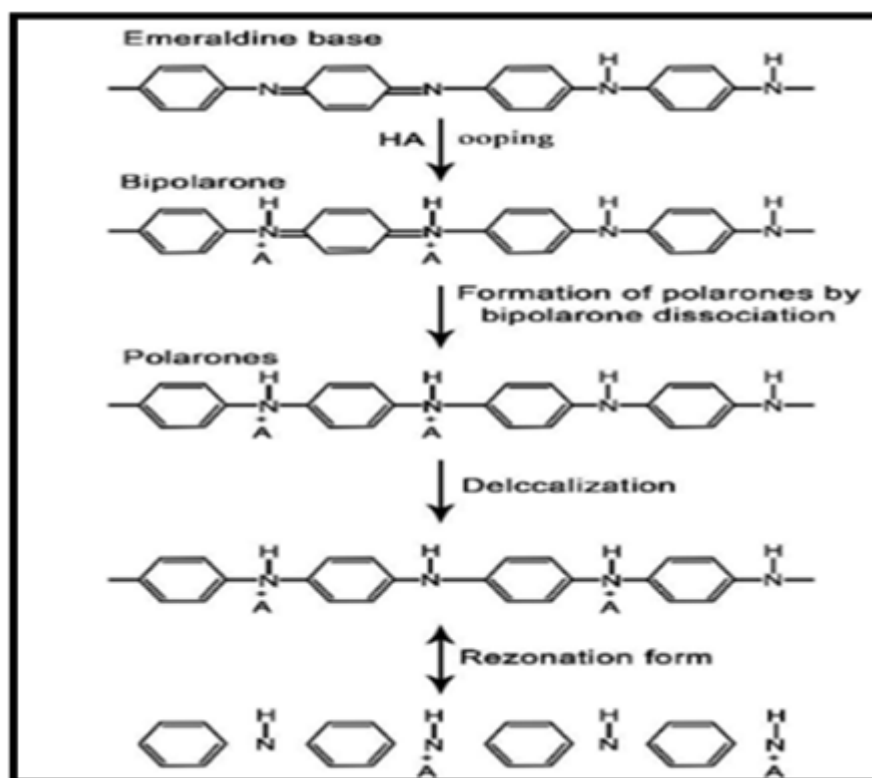 Emeraldine base
H H
N N N N
HA ooping
Bipolarone
H H H H
N N N N
+ +
A A
Formation of polarones by
bipolarone dissociation
Polarones
H H H H
N N N N
+ +
A A
Delccalization
H H H H
N N N N
+ +
A A
Rezonation form
H H H H
N N N N
+ +
A A